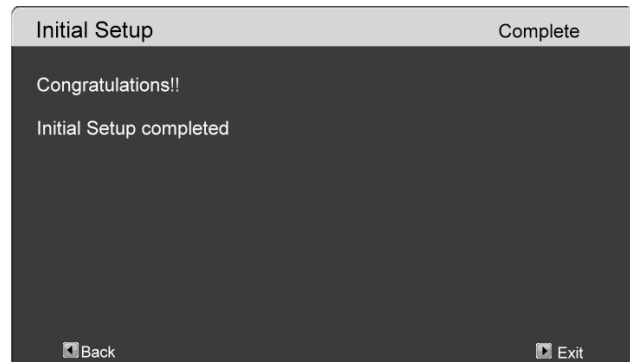 Initial Setup Complete
Congratulations!!
Initial Setup completed
Back Exit